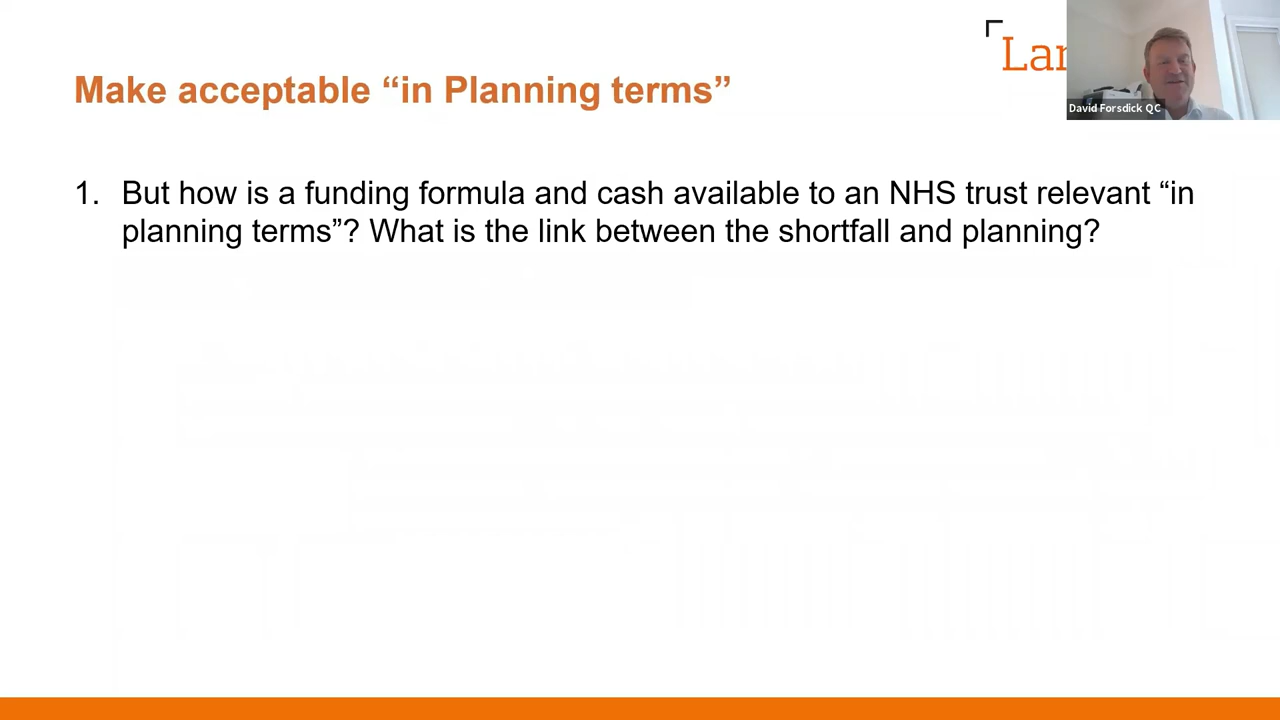 Lan
David Forsdick QC
Make acceptable “in Planning terms”
1. But how is a funding formula and cash available to an NHS trust relevant “in
planning terms”? What is the link between the shortfall and planning?